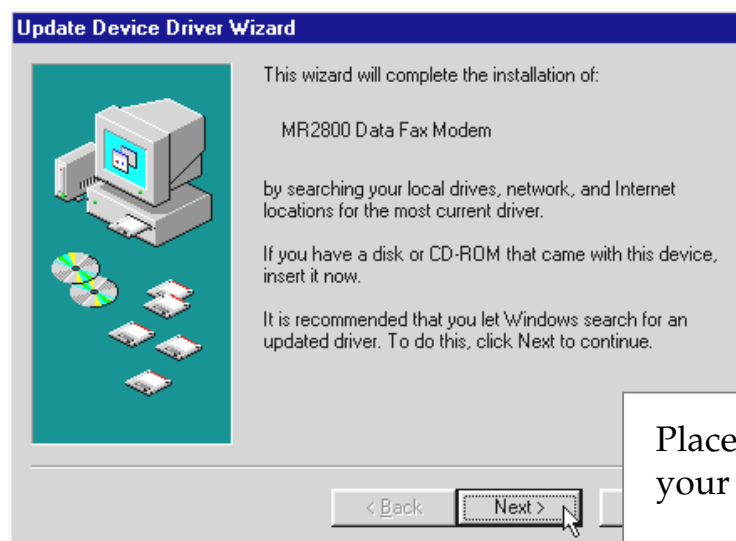 Update Device Driver Wizard
This wizard will complete the installation of:
MR2800 Data Fax Modem
by searching your local drives, network, and Internet
locations for the most current driver.
If you have a disk or CD-ROM that came with this device,
insert it now.
It is recommended that you let Windows search for an
updated driver. To do this, click Next to continue.
< Back
Next >
Place
your